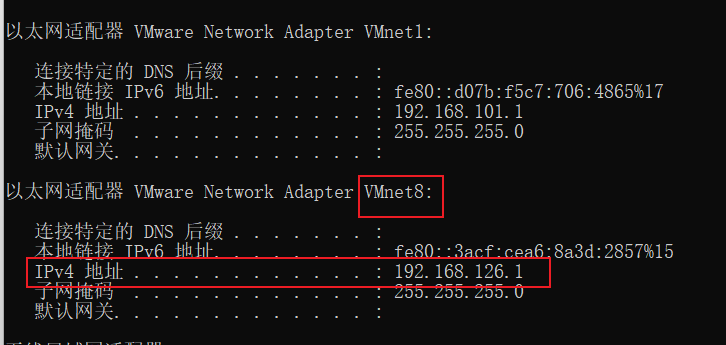 以太网适配器 VMware Network Adapter VMnet1:
连接特定的 DNS 后缀 . . . . . . . :
本地链接 IPv6 地址. . . . . . . . : fe80::d07b:f5c7:706:4865%17
IPv4 地址 . . . . . . . . . . . . : 192.168.101.1
子网掩码 . . . . . . . . . . . . : 255.255.255.0
默认网关. . . . . . . . . . . . . :
以太网适配器 VMware Network Adapter VMnet8:
连接特定的 DNS 后缀 . . . . . . . :
本地链接 IPv6 地址. . . . . . . . : fe80::3acf:cea6:8a3d:2857%15
IPv4 地址 . . . . . . . . . . . . : 192.168.126.1
子网掩码 . . . . . . . . . . . . : 255.255.255.0
默认网关. . . . . . . . . . . . . :